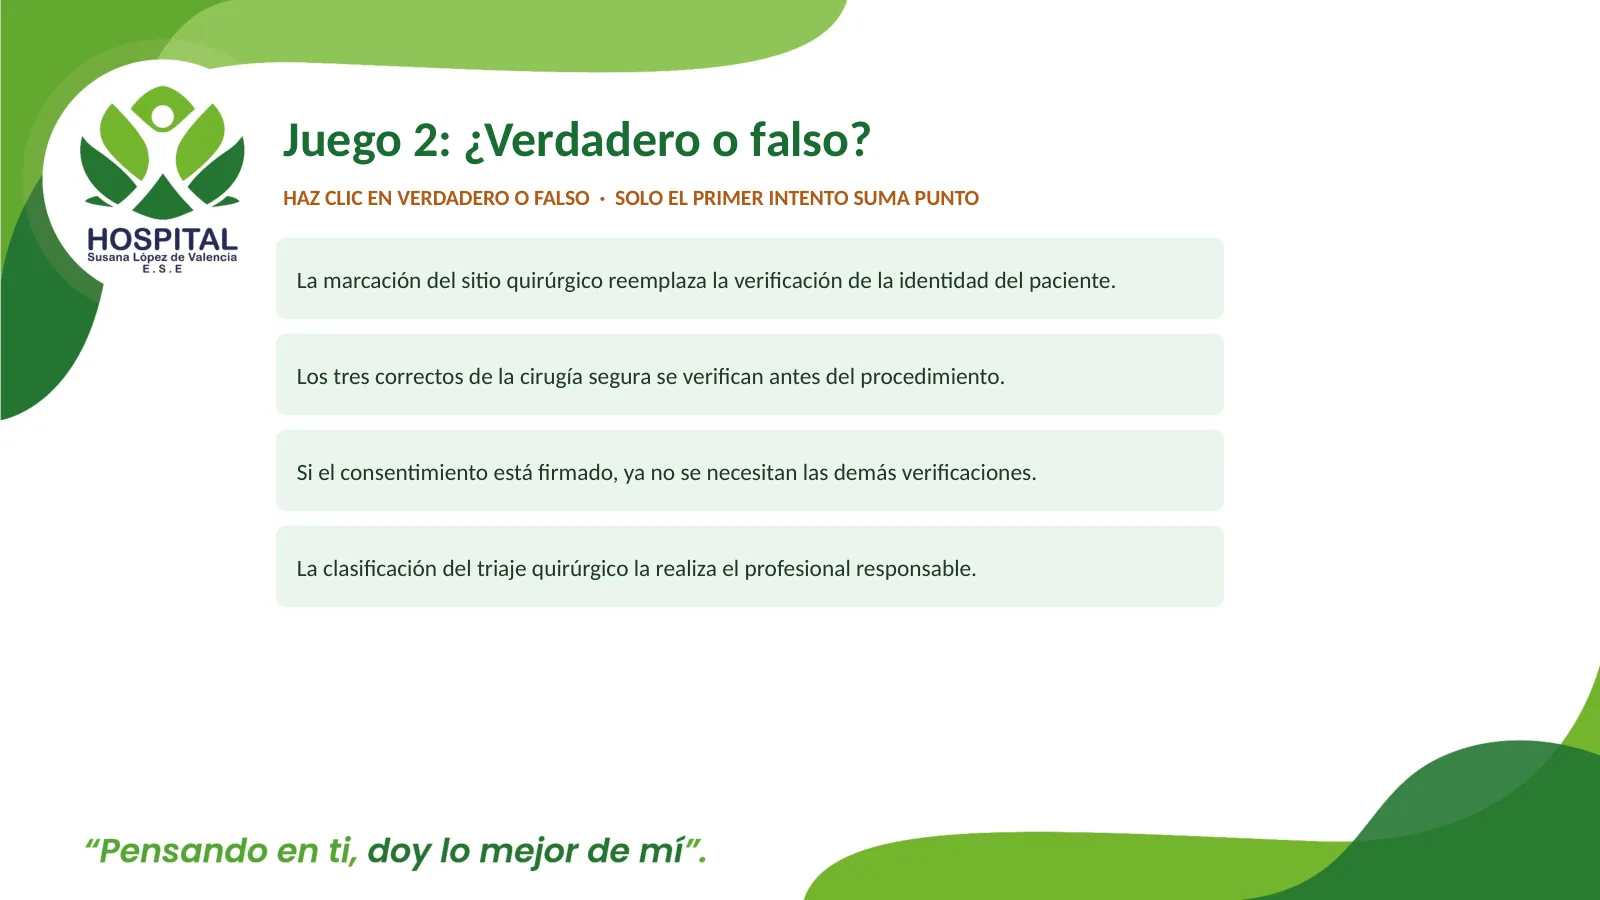 Juego 2: ¿Verdadero o falso?
HAZ CLIC EN VERDADERO O FALSO · SOLO EL PRIMER INTENTO SUMA PUNTO
HOSPITAL
Susana López de Valencia
E.S.E
La marcación del sitio quirúrgico reemplaza la verificación de la identidad del paciente.
Los tres correctos de la cirugía segura se verifican antes del procedimiento.
Si el consentimiento está firmado, ya no se necesitan las demás verificaciones.
La clasificación del triaje quirúrgico la realiza el profesional responsable.
“Pensando en ti, doy lo mejor de mí”.